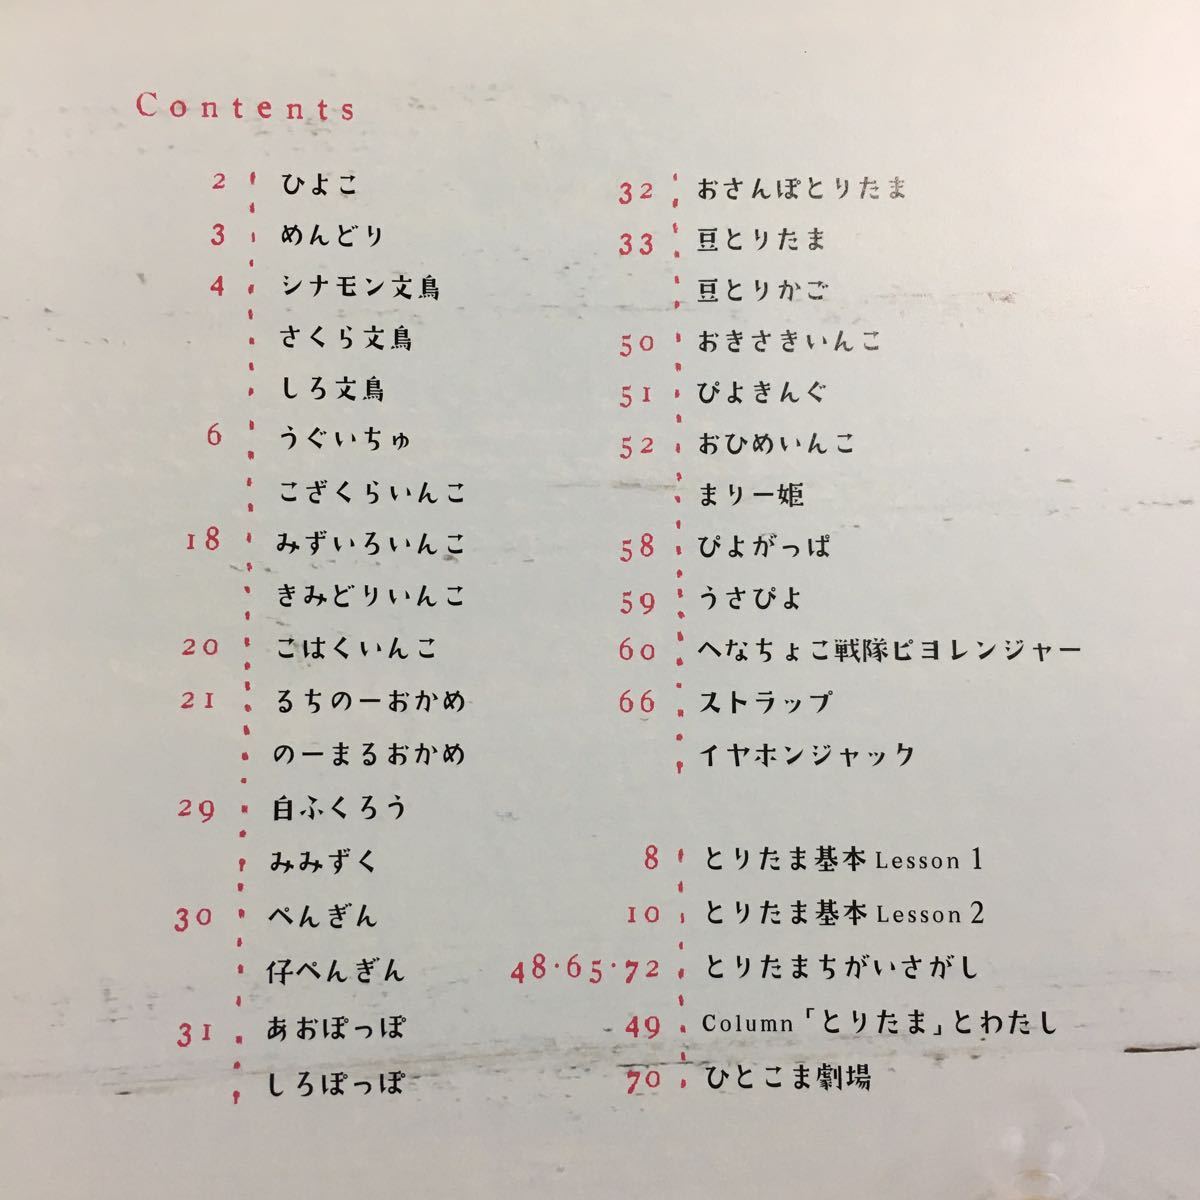 Contents
2 ひよこ
3 めんどり
4 シナモン文鳥
さくら文鳥
しろ文鳥
6 うぐいちゅ
こざくらいんこ
18 みずいろいんこ
きみどりいんこ
20 こはくいんこ
21 るちのーおかめ
のーまるおかめ
29 白ふくろう
みみずく
30 ぺんぎん
仔ぺんぎん
31 あおぽっぽ
しろぽっぽ
32 おさんぽとりたま
33 豆とりたま
豆とりかご
50 おきさきいんこ
51 ぴよきんぐ
52 おひめいんこ
まりー姫
58 ぴよがっぱ
59 うさぴよ
60 へなちょこ戦隊ピヨレンジャー
66 ストラップ
イヤホンジャック
8 とりたま基本 Lesson 1
10 とりたま基本 Lesson 2
48・65・72 とりたまちがいさがし
49 Column「とりたま」とわたし
70 ひとこま劇場